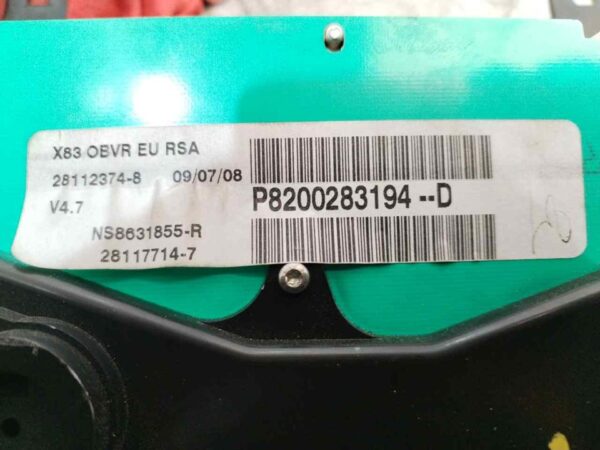 X83 OBVR EU RSA
28112374-8 09/07/08
V4.7
P8200283194 --D
NS8631855-R
28117714-7